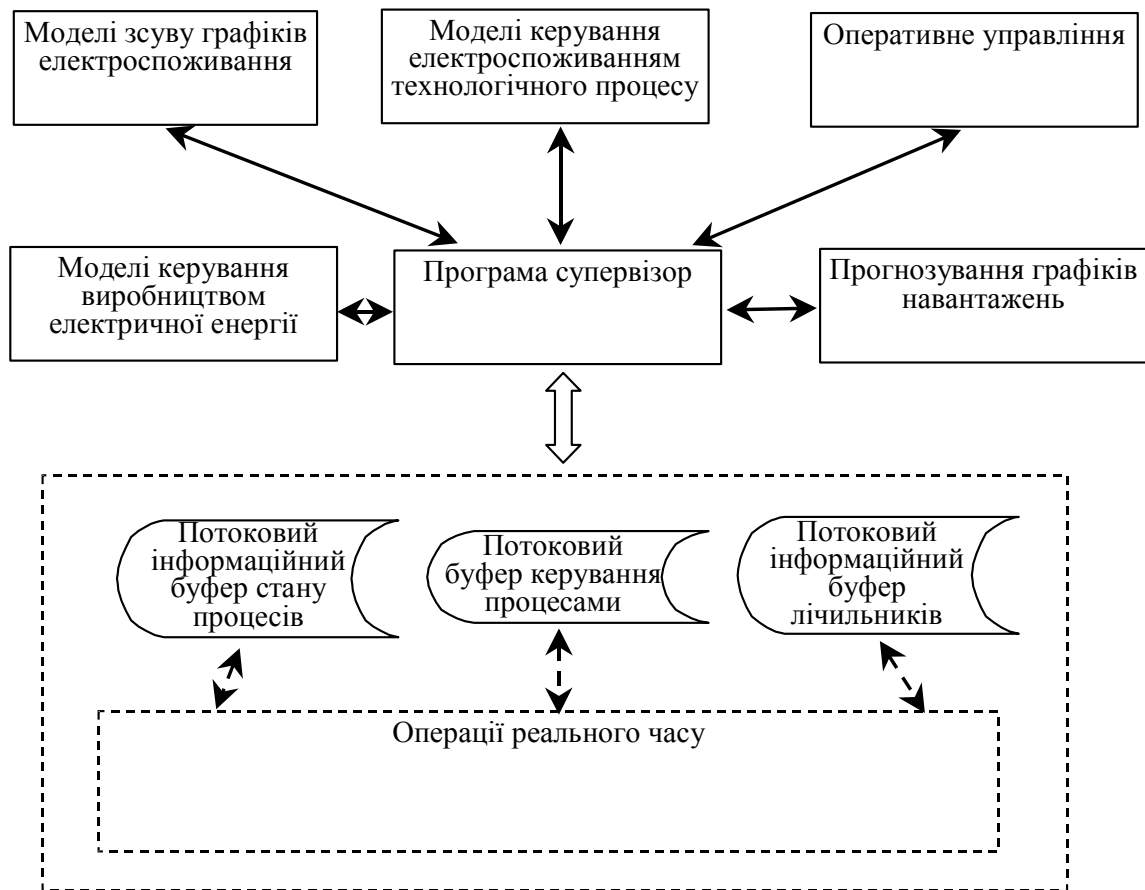 Моделі зсуву графіків
електроспоживання
Моделі керування
електроспоживанням
технологічного процесу
Оперативне управління
Моделі керування
виробництвом
електричної енергії
Програма супервізор
Прогнозування графіків
навантажень
Потоковий
інформаційний
буфер стану
процесів
Потоковий
буфер керування
процесами
Потоковий
інформаційний
буфер
лічильників
Операції реального часу